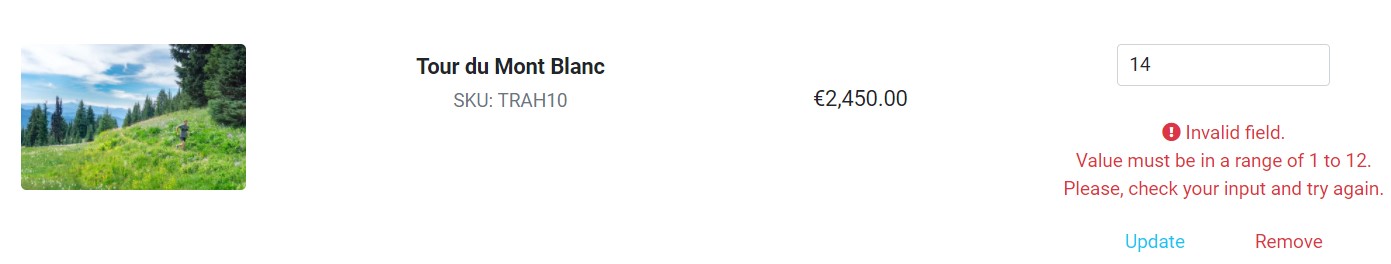 Tour du Mont Blanc
SKU: TRAH10
€2,450.00
14
Invalid field.
Value must be in a range of 1 to 12.
Please, check your input and try again.
Update
Remove